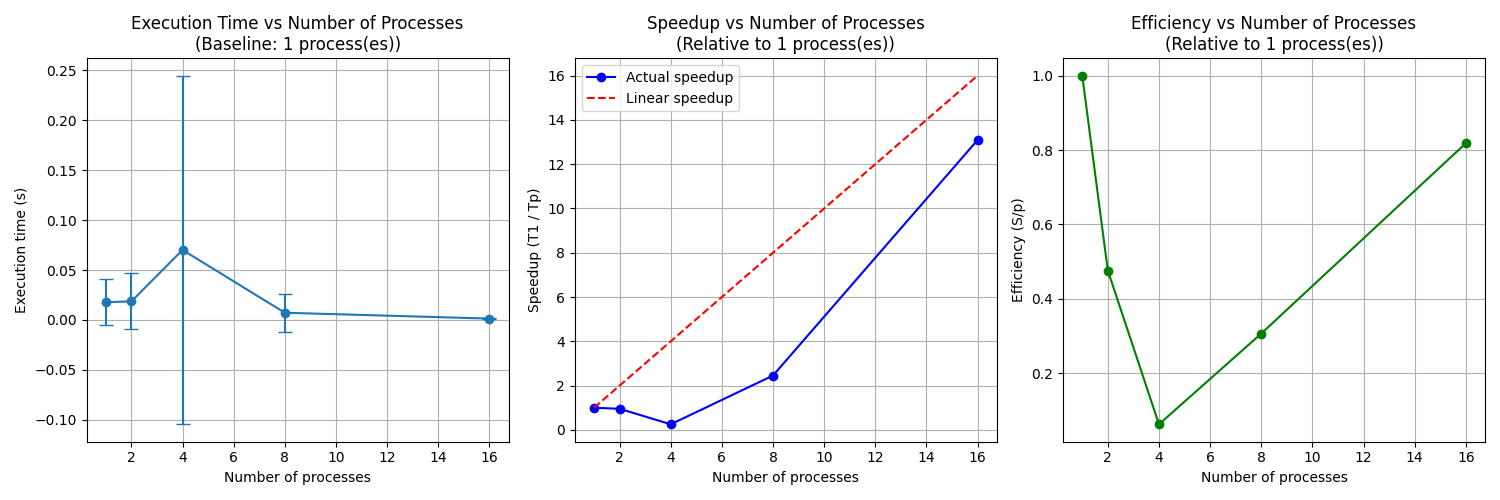 Execution Time vs Number of Processes
(Baseline: 1 process(es))
Execution time (s)
0.25
0.20
0.15
0.10
0.05
0.00
−0.05
−0.10
2 4 6 8 10 12 14 16
Number of processes
Speedup vs Number of Processes
(Relative to 1 process(es))
Actual speedup
Linear speedup
Speedup (T1 / Tp)
16
14
12
10
8
6
4
2
0
2 4 6 8 10 12 14 16
Number of processes
Efficiency vs Number of Processes
(Relative to 1 process(es))
Efficiency (S/p)
1.0
0.8
0.6
0.4
0.2
2 4 6 8 10 12 14 16
Number of processes